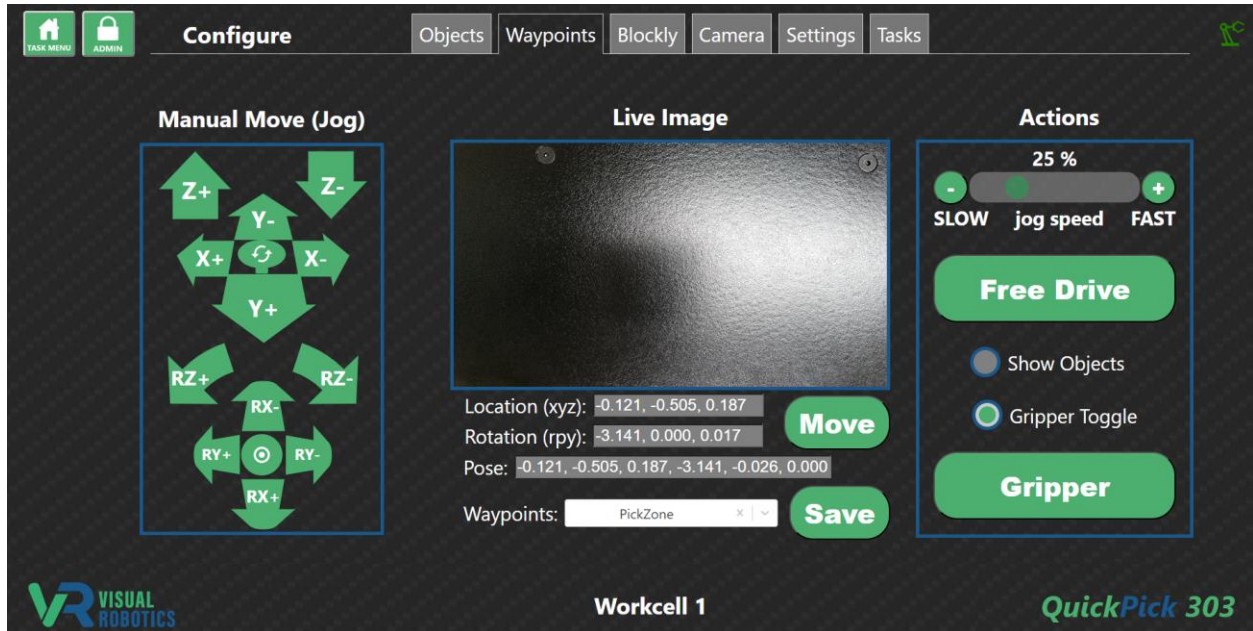 TASK MENU
ADMIN
Configure
Objects
Waypoints
Blockly
Camera
Settings
Tasks
Manual Move (Jog)
Z+
Z-
Y-
X+
X-
Y+
RZ+
RZ-
RX-
RY+
RY-
RX+
Live Image
Location (xyz): -0.121, -0.505, 0.187
Rotation (rpy): -3.141, 0.000, 0.017
Move
Pose: -0.121, -0.505, 0.187, -3.141, -0.026, 0.000
Waypoints: PickZone
Save
Actions
25 %
- +
SLOW jog speed FAST
Free Drive
Show Objects
Gripper Toggle
Gripper
VR VISUAL
ROBOTICS
Workcell 1
QuickPick 303